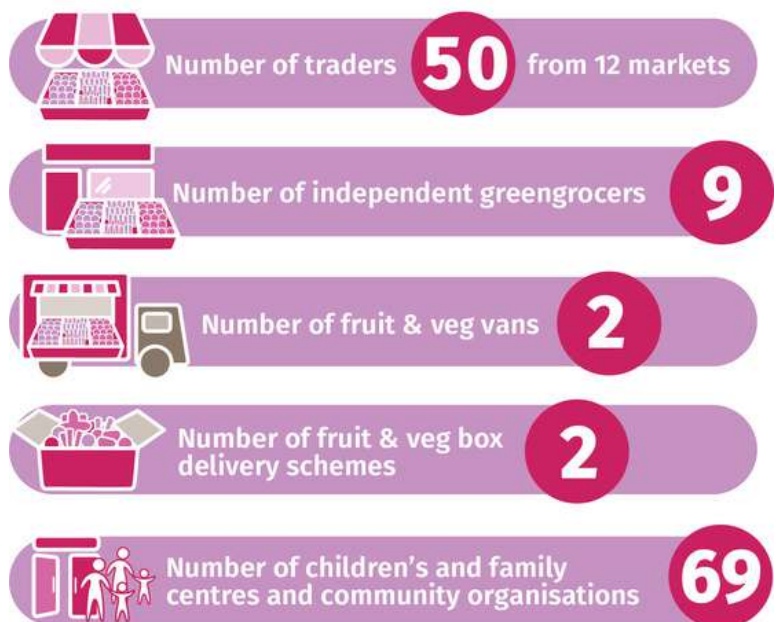 Number of traders 50 from 12 markets
Number of independent greengrocers 9
Number of fruit & veg vans 2
Number of fruit & veg box
delivery schemes 2
Number of children's and family
centres and community organisations 69